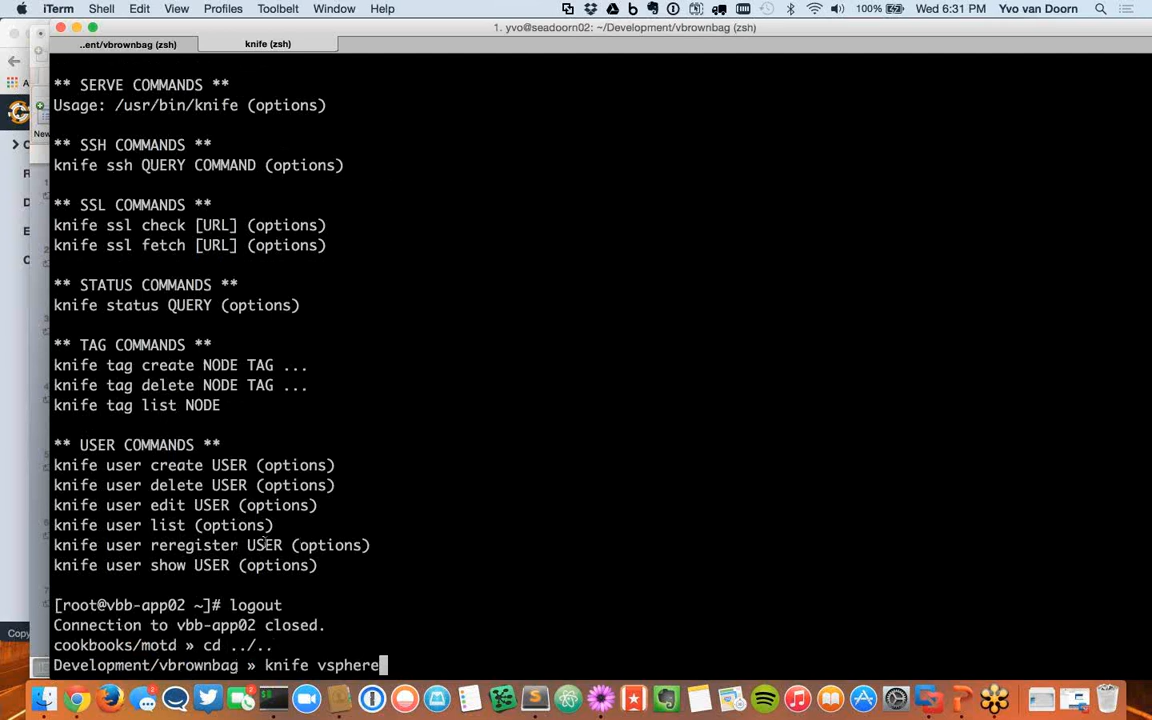 iTerm Shell Edit View Profiles Toolbelt Window Help 100% Wed 6:31 PM Yvo van Doorn
1. yvo@seadoorn02: ~/Development/vbrownbag (zsh)
..ent/vbrownbag (zsh) knife (zsh)
** SERVE COMMANDS **
Usage: /usr/bin/knife (options)
** SSH COMMANDS **
knife ssh QUERY COMMAND (options)
** SSL COMMANDS **
knife ssl check [URL] (options)
knife ssl fetch [URL] (options)
** STATUS COMMANDS **
knife status QUERY (options)
** TAG COMMANDS **
knife tag create NODE TAG ...
knife tag delete NODE TAG ...
knife tag list NODE
** USER COMMANDS **
knife user create USER (options)
knife user delete USER (options)
knife user edit USER (options)
knife user list (options)
knife user reregister USER (options)
knife user show USER (options)
[root@vbb-app02 ~]# logout
Connection to vbb-app02 closed.
cookbooks/motd » cd ../..
Development/vbrownbag » knife vsphere
New
Copy